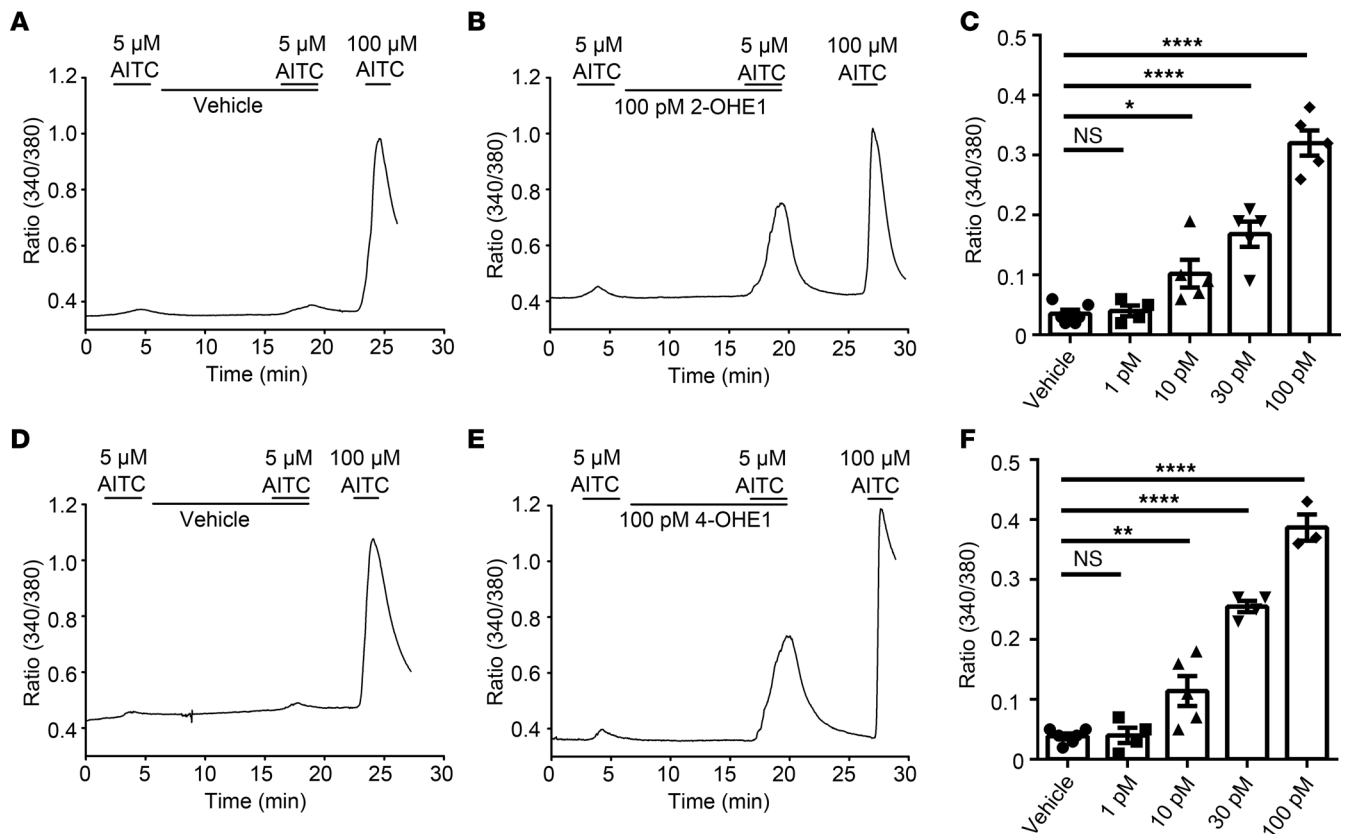 A
5 µM
AITC
5 µM
AITC
100 µM
AITC
Vehicle
Ratio (340/380)
1.2
1.0
0.8
0.6
0.4
0 5 10 15 20 25 30
Time (min)
B
5 µM
AITC
5 µM
AITC
100 µM
AITC
100 pM 2-OHE1
Ratio (340/380)
1.2
1.0
0.8
0.6
0.4
0 5 10 15 20 25 30
Time (min)
C
****
****
*
NS
Ratio (340/380)
0.5
0.4
0.3
0.2
0.1
0
Vehicle 1 pM 10 pM 30 pM 100 pM
D
5 µM
AITC
5 µM
AITC
100 µM
AITC
Vehicle
Ratio (340/380)
1.2
1.0
0.8
0.6
0.4
0 5 10 15 20 25 30
Time (min)
E
5 µM
AITC
5 µM
AITC
100 µM
AITC
100 pM 4-OHE1
Ratio (340/380)
1.2
1.0
0.8
0.6
0.4
0 5 10 15 20 25 30
Time (min)
F
****
****
**
NS
Ratio (340/380)
0.5
0.4
0.3
0.2
0.1
0
Vehicle 1 pM 10 pM 30 pM 100 pM